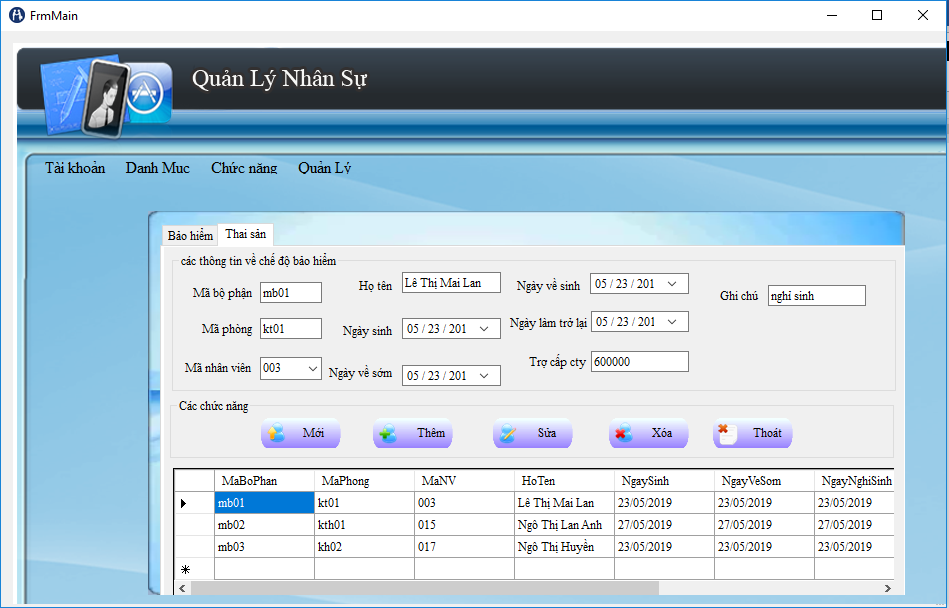 FrmMain
Quản Lý Nhân Sự
Tài khoản Danh Muc Chức năng Quản Lý
Bảo hiểm Thai sản
các thông tin về chế độ bảo hiểm
Mã bộ phận mb01 Họ tên Lê Thị Mai Lan Ngày về sinh 05 / 23 / 201 Ghi chú nghỉ sinh
Mã phòng kt01 Ngày sinh 05 / 23 / 201 Ngày làm trở lại 05 / 23 / 201
Mã nhân viên 003 Ngày về sớm 05 / 23 / 201 Trợ cấp cty 600000
Các chức năng
Mới Thêm Sửa Xóa Thoát
MaBoPhan MaPhong MaNV HoTen NgaySinh NgayVeSom NgayNghiSinh
mb01 kt01 003 Lê Thị Mai Lan 23/05/2019 23/05/2019 23/05/2019
mb02 kth01 015 Ngô Thị Lan Anh 27/05/2019 27/05/2019 27/05/2019
mb03 kh02 017 Ngô Thị Huyền 23/05/2019 23/05/2019 23/05/2019